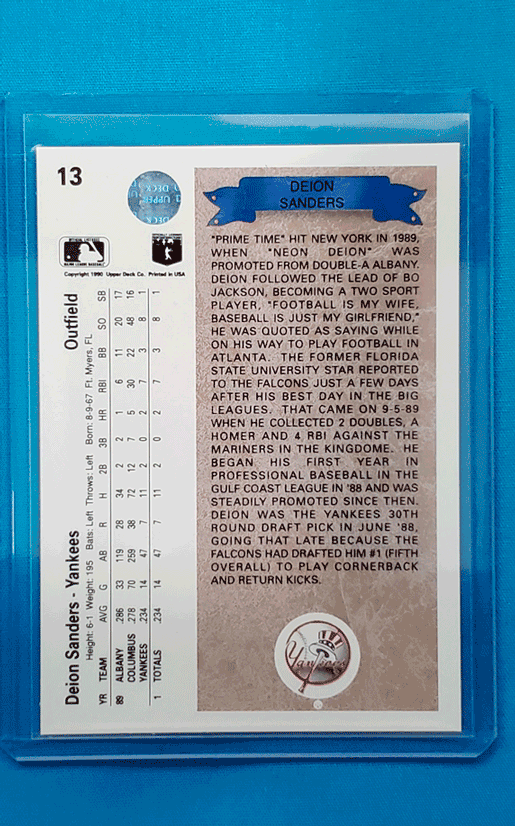 13
UPPER DECK
Copyright 1990 Upper Deck Co. Printed in USA
Deion Sanders - Yankees Outfield
Height: 6-1 Weight: 195 Bats: Left Throws: Left Born: 8-9-67 Ft. Myers, FL
YR TEAM AVG G AB R H 2B 3B HR RBI BB SO SB
89 ALBANY .286 33 119 28 34 2 2 1 6 11 20 17
COLUMBUS .278 70 259 38 72 12 7 5 30 22 48 16
YANKEES .234 14 47 7 11 2 0 2 7 3 8 1
1 TOTALS .234 14 47 7 11 2 0 2 7 3 8 1
DEION
SANDERS
"PRIME TIME" HIT NEW YORK IN 1989,
WHEN "NEON DEION" WAS
PROMOTED FROM DOUBLE-A ALBANY.
DEION FOLLOWED THE LEAD OF BO
JACKSON, BECOMING A TWO SPORT
PLAYER, "FOOTBALL IS MY WIFE,
BASEBALL IS JUST MY GIRLFRIEND,"
HE WAS QUOTED AS SAYING WHILE
ON HIS WAY TO PLAY FOOTBALL IN
ATLANTA. THE FORMER FLORIDA
STATE UNIVERSITY STAR REPORTED
TO THE FALCONS JUST A FEW DAYS
AFTER HIS BEST DAY IN THE BIG
LEAGUES. THAT CAME ON 9-5-89
WHEN HE COLLECTED 2 DOUBLES, A
HOMER AND 4 RBI AGAINST THE
MARINERS IN THE KINGDOME. HE
BEGAN HIS FIRST YEAR IN
PROFESSIONAL BASEBALL IN THE
GULF COAST LEAGUE IN '88 AND WAS
STEADILY PROMOTED SINCE THEN.
DEION WAS THE YANKEES 30TH
ROUND DRAFT PICK IN JUNE '88,
GOING THAT LATE BECAUSE THE
FALCONS HAD DRAFTED HIM #1 (FIFTH
OVERALL) TO PLAY CORNERBACK
AND RETURN KICKS.
Yankees